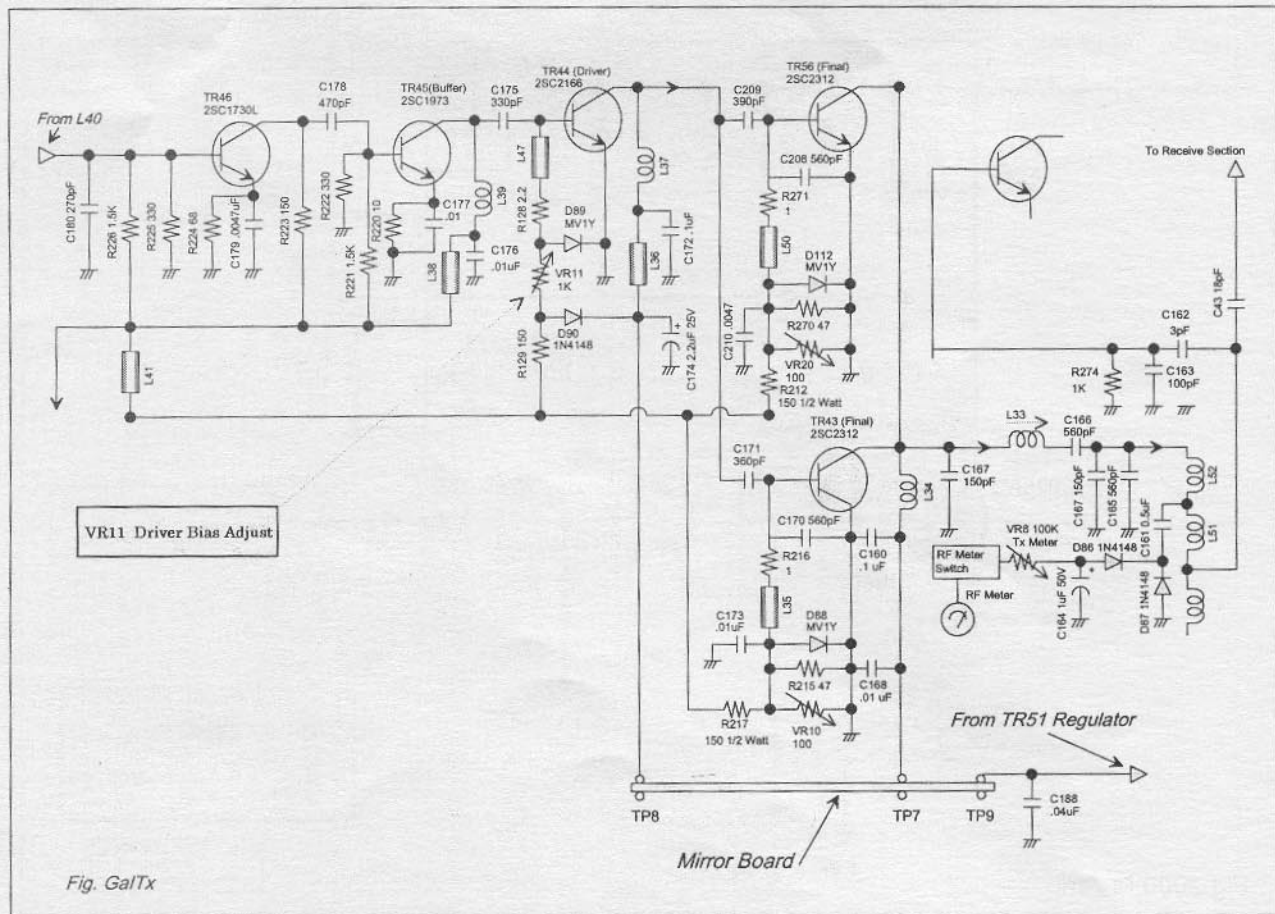 From L40
TR46
2SC1730L
C178
470pF
TR45(Buffer)
2SC1973
C175
330pF
TR44 (Driver)
2SC2166
C209
390pF
TR56 (Final)
2SC2312
To Receive Section
C180 270pF
R226 1.5K
R225 330
R224 68
C179 .0047uF
R223 150
R222 330
R221 1.5K
R220 10
C177
.01
L39
L38
C176
.01uF
L47
R128 2.2
D89
MV1Y
VR11
1K
D90
1N4148
R129 150
L37
L36
C172 .1uF
C174 2.2uF 25V
C208 560pF
R271
1
L50
D112
MV1Y
R270 47
C210 .0047
VR20
100
R212
150 1/2 Watt
C43 18pF
C162
3pF
R274
1K
C163
100pF
L41
VR11 Driver Bias Adjust
TR43 (Final)
2SC2312
C171
360pF
C170 560pF
R216
1
L35
C160
.1 uF
L34
C167
150pF
L33
C166
560pF
C167 150pF
C165 560pF
L52
L51
C161 0.5uF
VR8 100K
Tx Meter
D86 1N4148
RF Meter
Switch
RF Meter
C164 1uF 50V
D87 1N4148
C173
.01uF
D88
MV1Y
R215 47
C168
.01 uF
R217
150 1/2 Watt
VR10
100
From TR51 Regulator
TP8
TP7
TP9
C188
.04uF
Mirror Board
Fig. GalTx